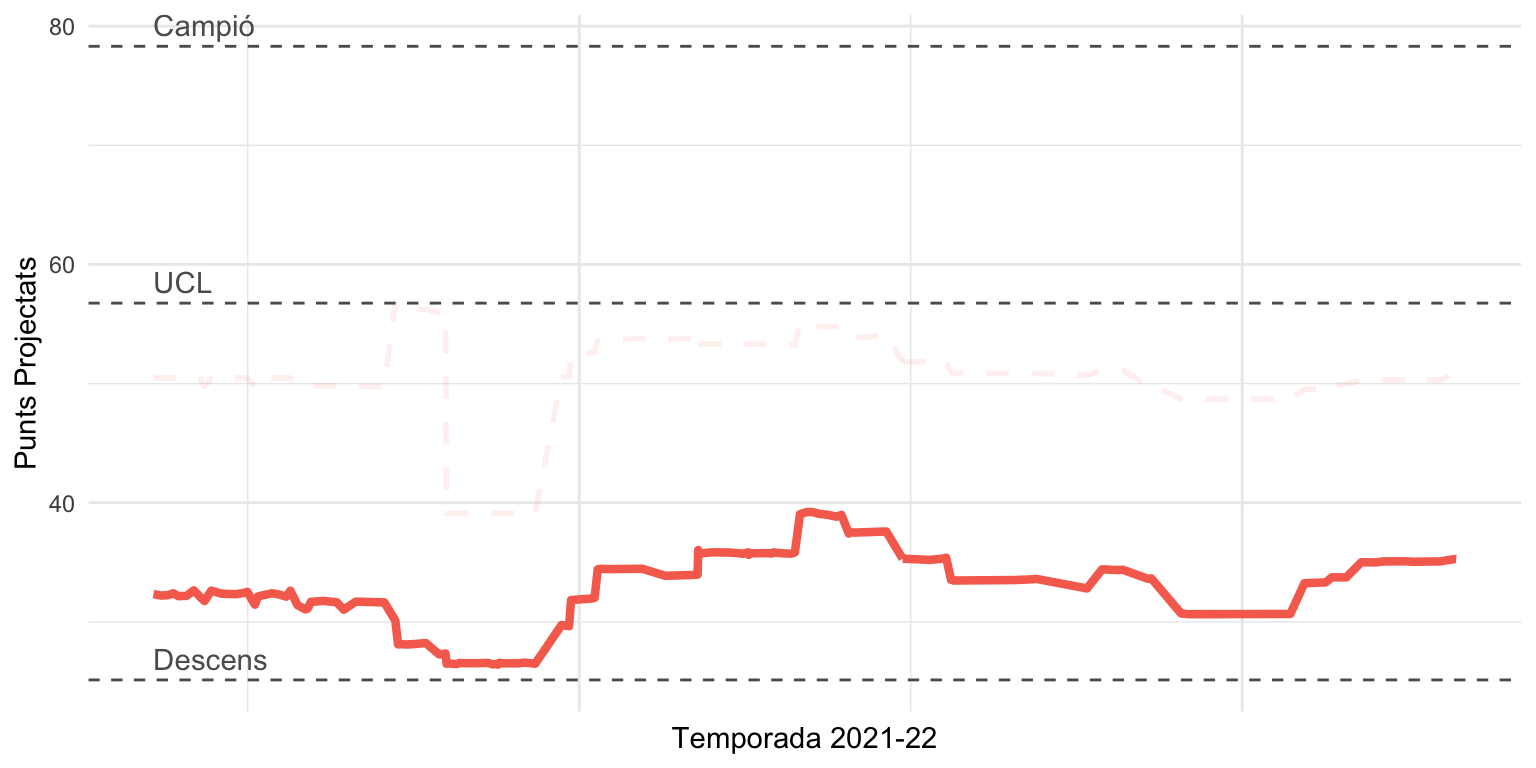 80
Campió
60
UCL
Punts Projectats
40
Descens
Temporada 2021-22